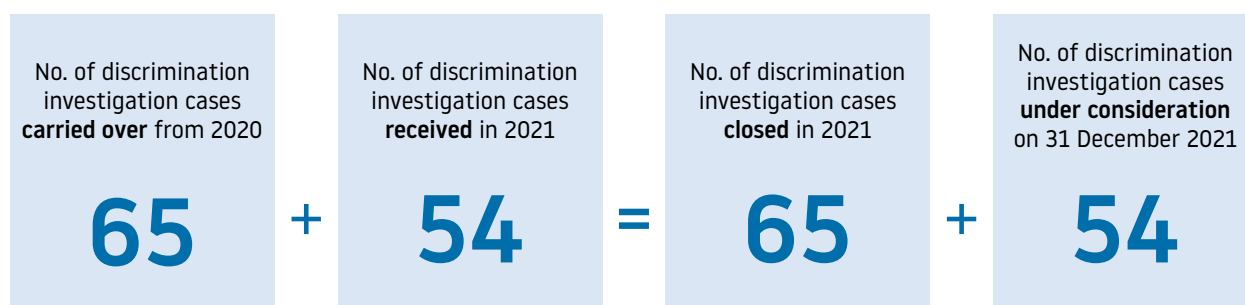 No. of discrimination
investigation cases
carried over from 2020
65
+
No. of discrimination
investigation cases
received in 2021
54
=
No. of discrimination
investigation cases
closed in 2021
65
+
No. of discrimination
investigation cases
under consideration
on 31 December 2021
54